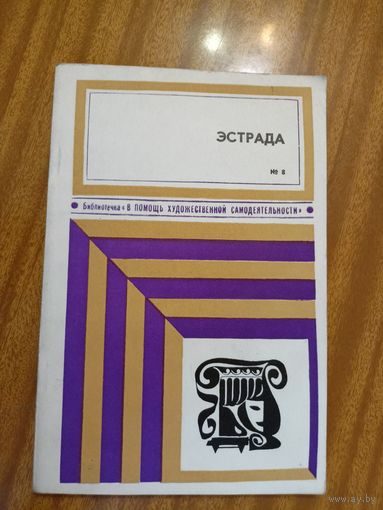 ЭСТРАДА
№ 8
Библиотечка «В ПОМОЩЬ ХУДОЖЕСТВЕННОЙ САМОДЕЯТЕЛЬНОСТИ»
www.ay.by